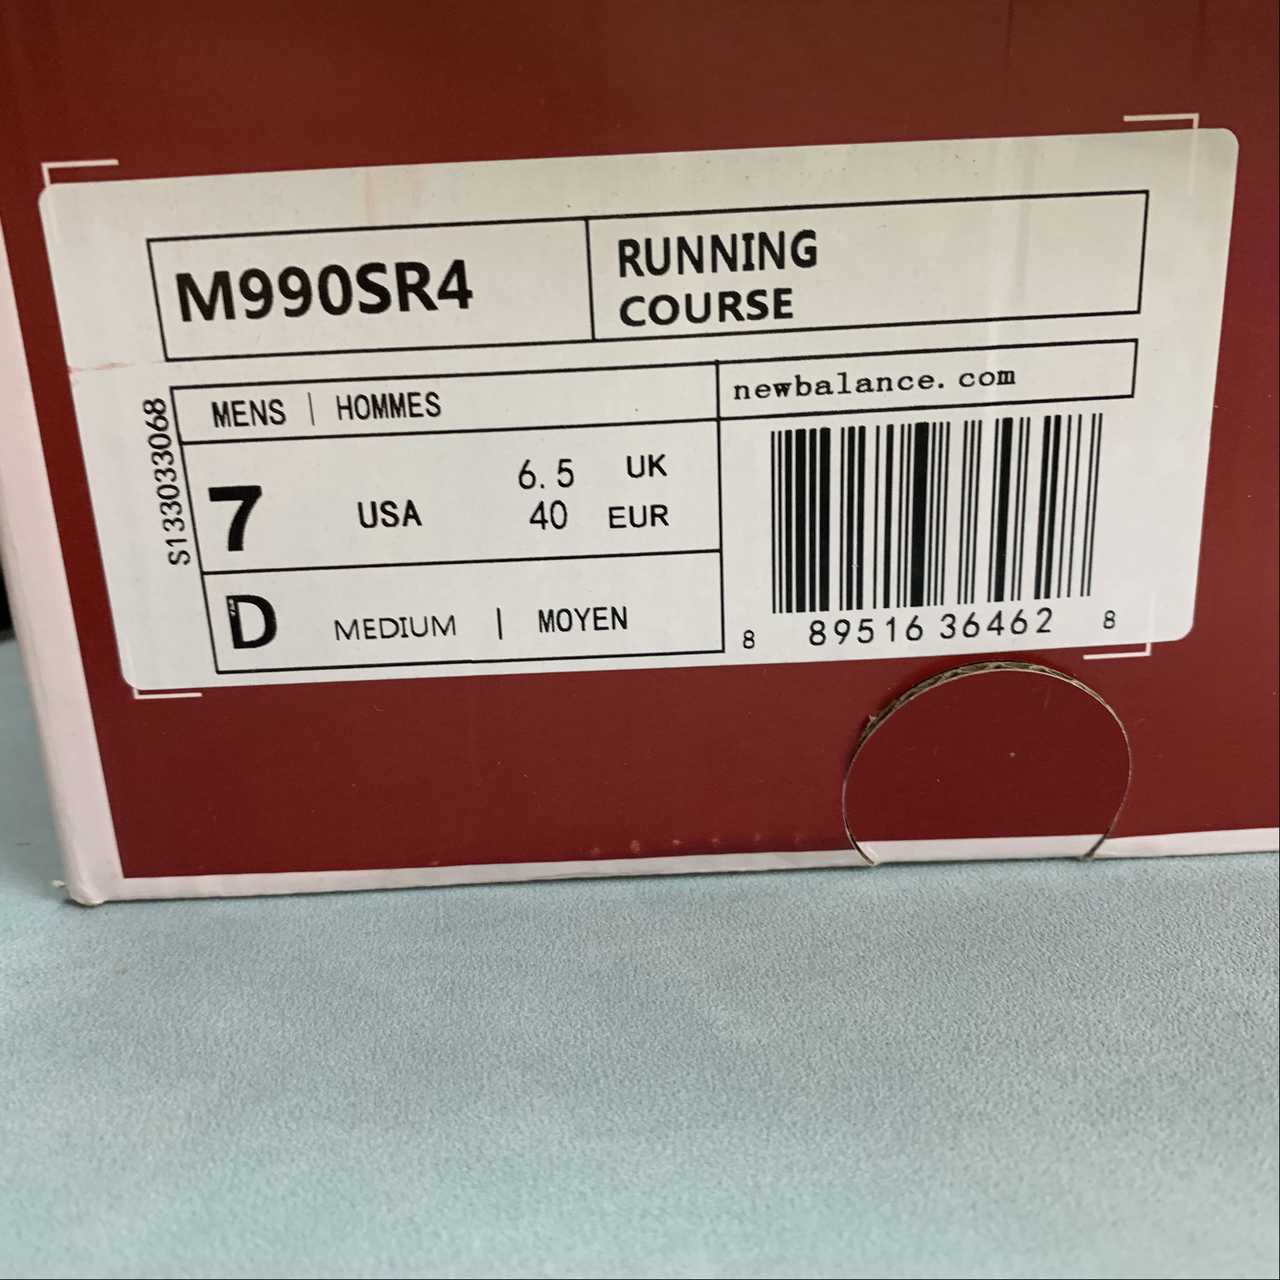 M990SR4
RUNNING
COURSE
MENS | HOMMES
newbalance.com
S133033068
7 USA 6.5 UK
40 EUR
D MEDIUM | MOYEN
8 89516 36462 8